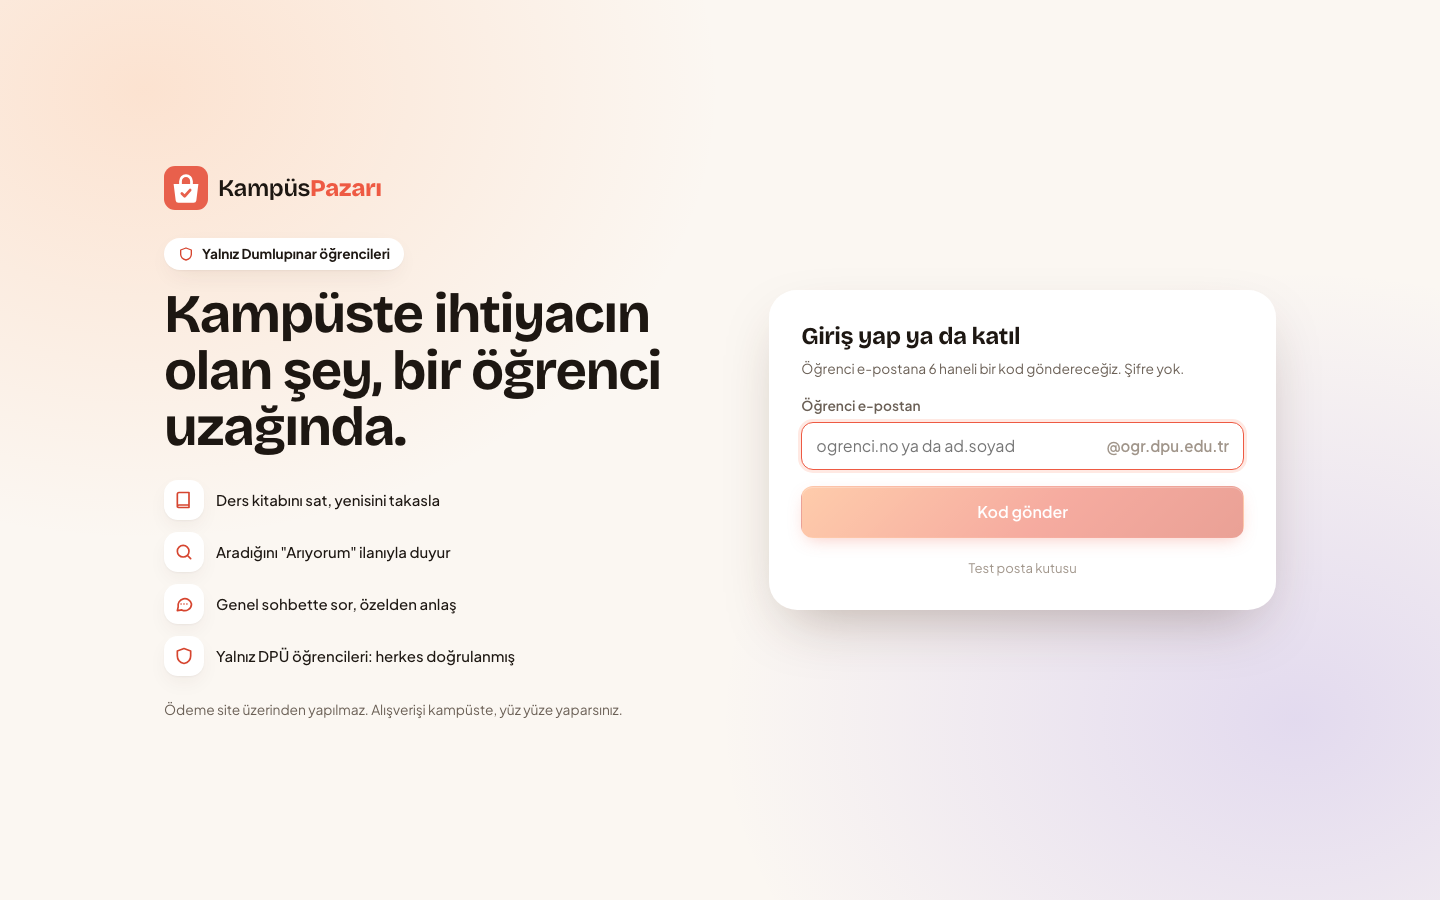 KampüsPazarı
Yalnız Dumlupınar öğrencileri
Kampüste ihtiyacın
olan şey, bir öğrenci
uzağında.
Ders kitabını sat, yenisini takasla
Aradığını "Arıyorum" ilanıyla duyur
Genel sohbette sor, özelden anlaş
Yalnız DPÜ öğrencileri: herkes doğrulanmış
Ödeme site üzerinden yapılmaz. Alışverişi kampüste, yüz yüze yaparsınız.
Giriş yap ya da katıl
Öğrenci e-postana 6 haneli bir kod göndereceğiz. Şifre yok.
Öğrenci e-postan
ogrenci.no ya da ad.soyad @ogr.dpu.edu.tr
Kod gönder
Test posta kutusu